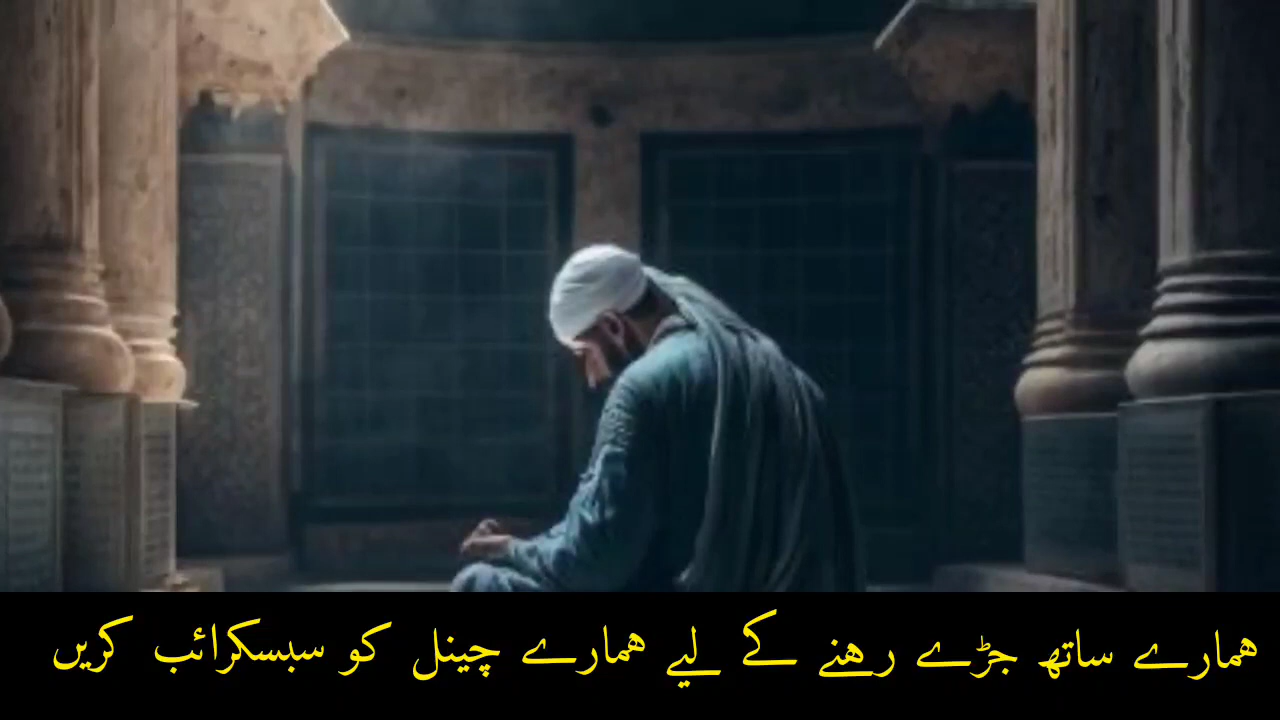 ہمارے ساتھ جڑے رہنے کے لیے ہمارے چینل کو سبسکرائب کریں